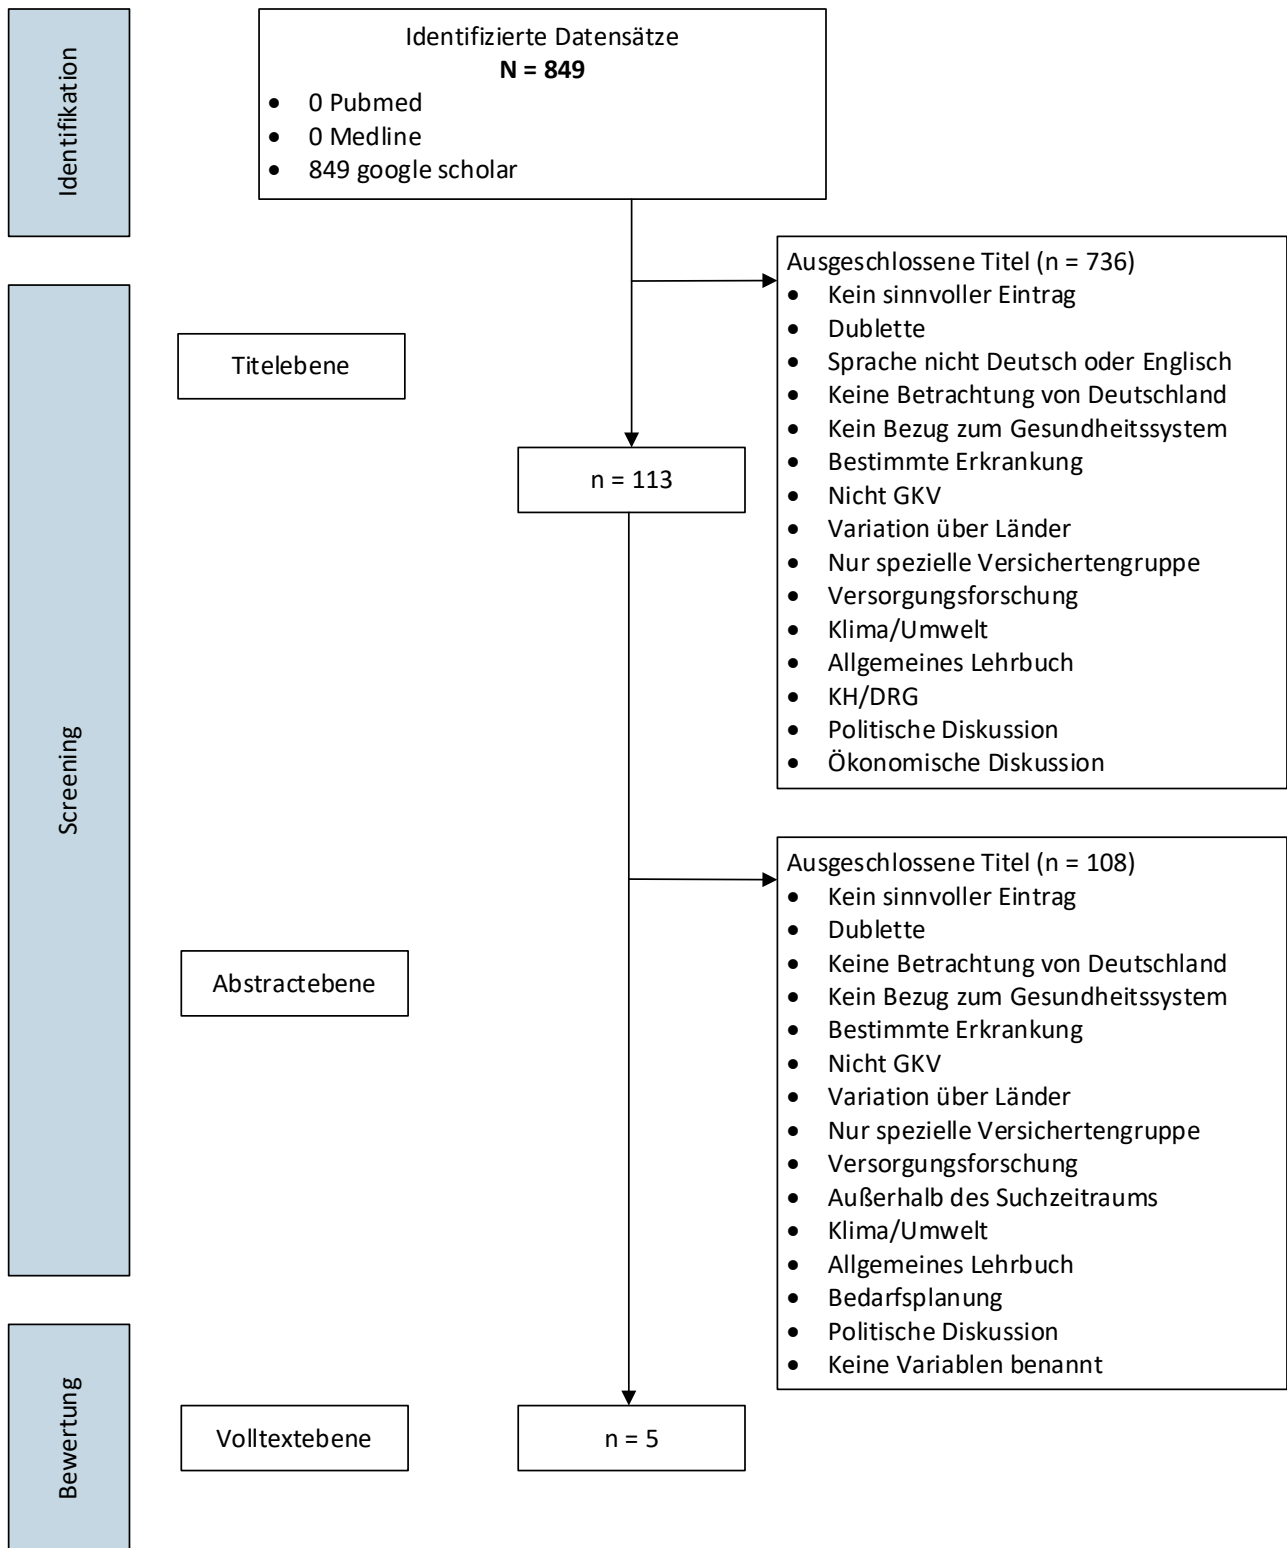 Identifikation
Identifizierte Datensätze
N = 849
• 0 Pubmed
• 0 Medline
• 849 google scholar
Screening
Titelebene
Ausgeschlossene Titel (n = 736)
• Kein sinnvoller Eintrag
• Dublette
• Sprache nicht Deutsch oder Englisch
• Keine Betrachtung von Deutschland
• Kein Bezug zum Gesundheitssystem
• Bestimmte Erkrankung
• Nicht GKV
• Variation über Länder
• Nur spezielle Versichertengruppe
• Versorgungsforschung
• Klima/Umwelt
• Allgemeines Lehrbuch
• KH/DRG
• Politische Diskussion
• Ökonomische Diskussion
n = 113
Abstractebene
Ausgeschlossene Titel (n = 108)
• Kein sinnvoller Eintrag
• Dublette
• Keine Betrachtung von Deutschland
• Kein Bezug zum Gesundheitssystem
• Bestimmte Erkrankung
• Nicht GKV
• Variation über Länder
• Nur spezielle Versichertengruppe
• Versorgungsforschung
• Außerhalb des Suchzeitraums
• Klima/Umwelt
• Allgemeines Lehrbuch
• Bedarfsplanung
• Politische Diskussion
• Keine Variablen benannt
Bewertung
Volltextebene
n = 5